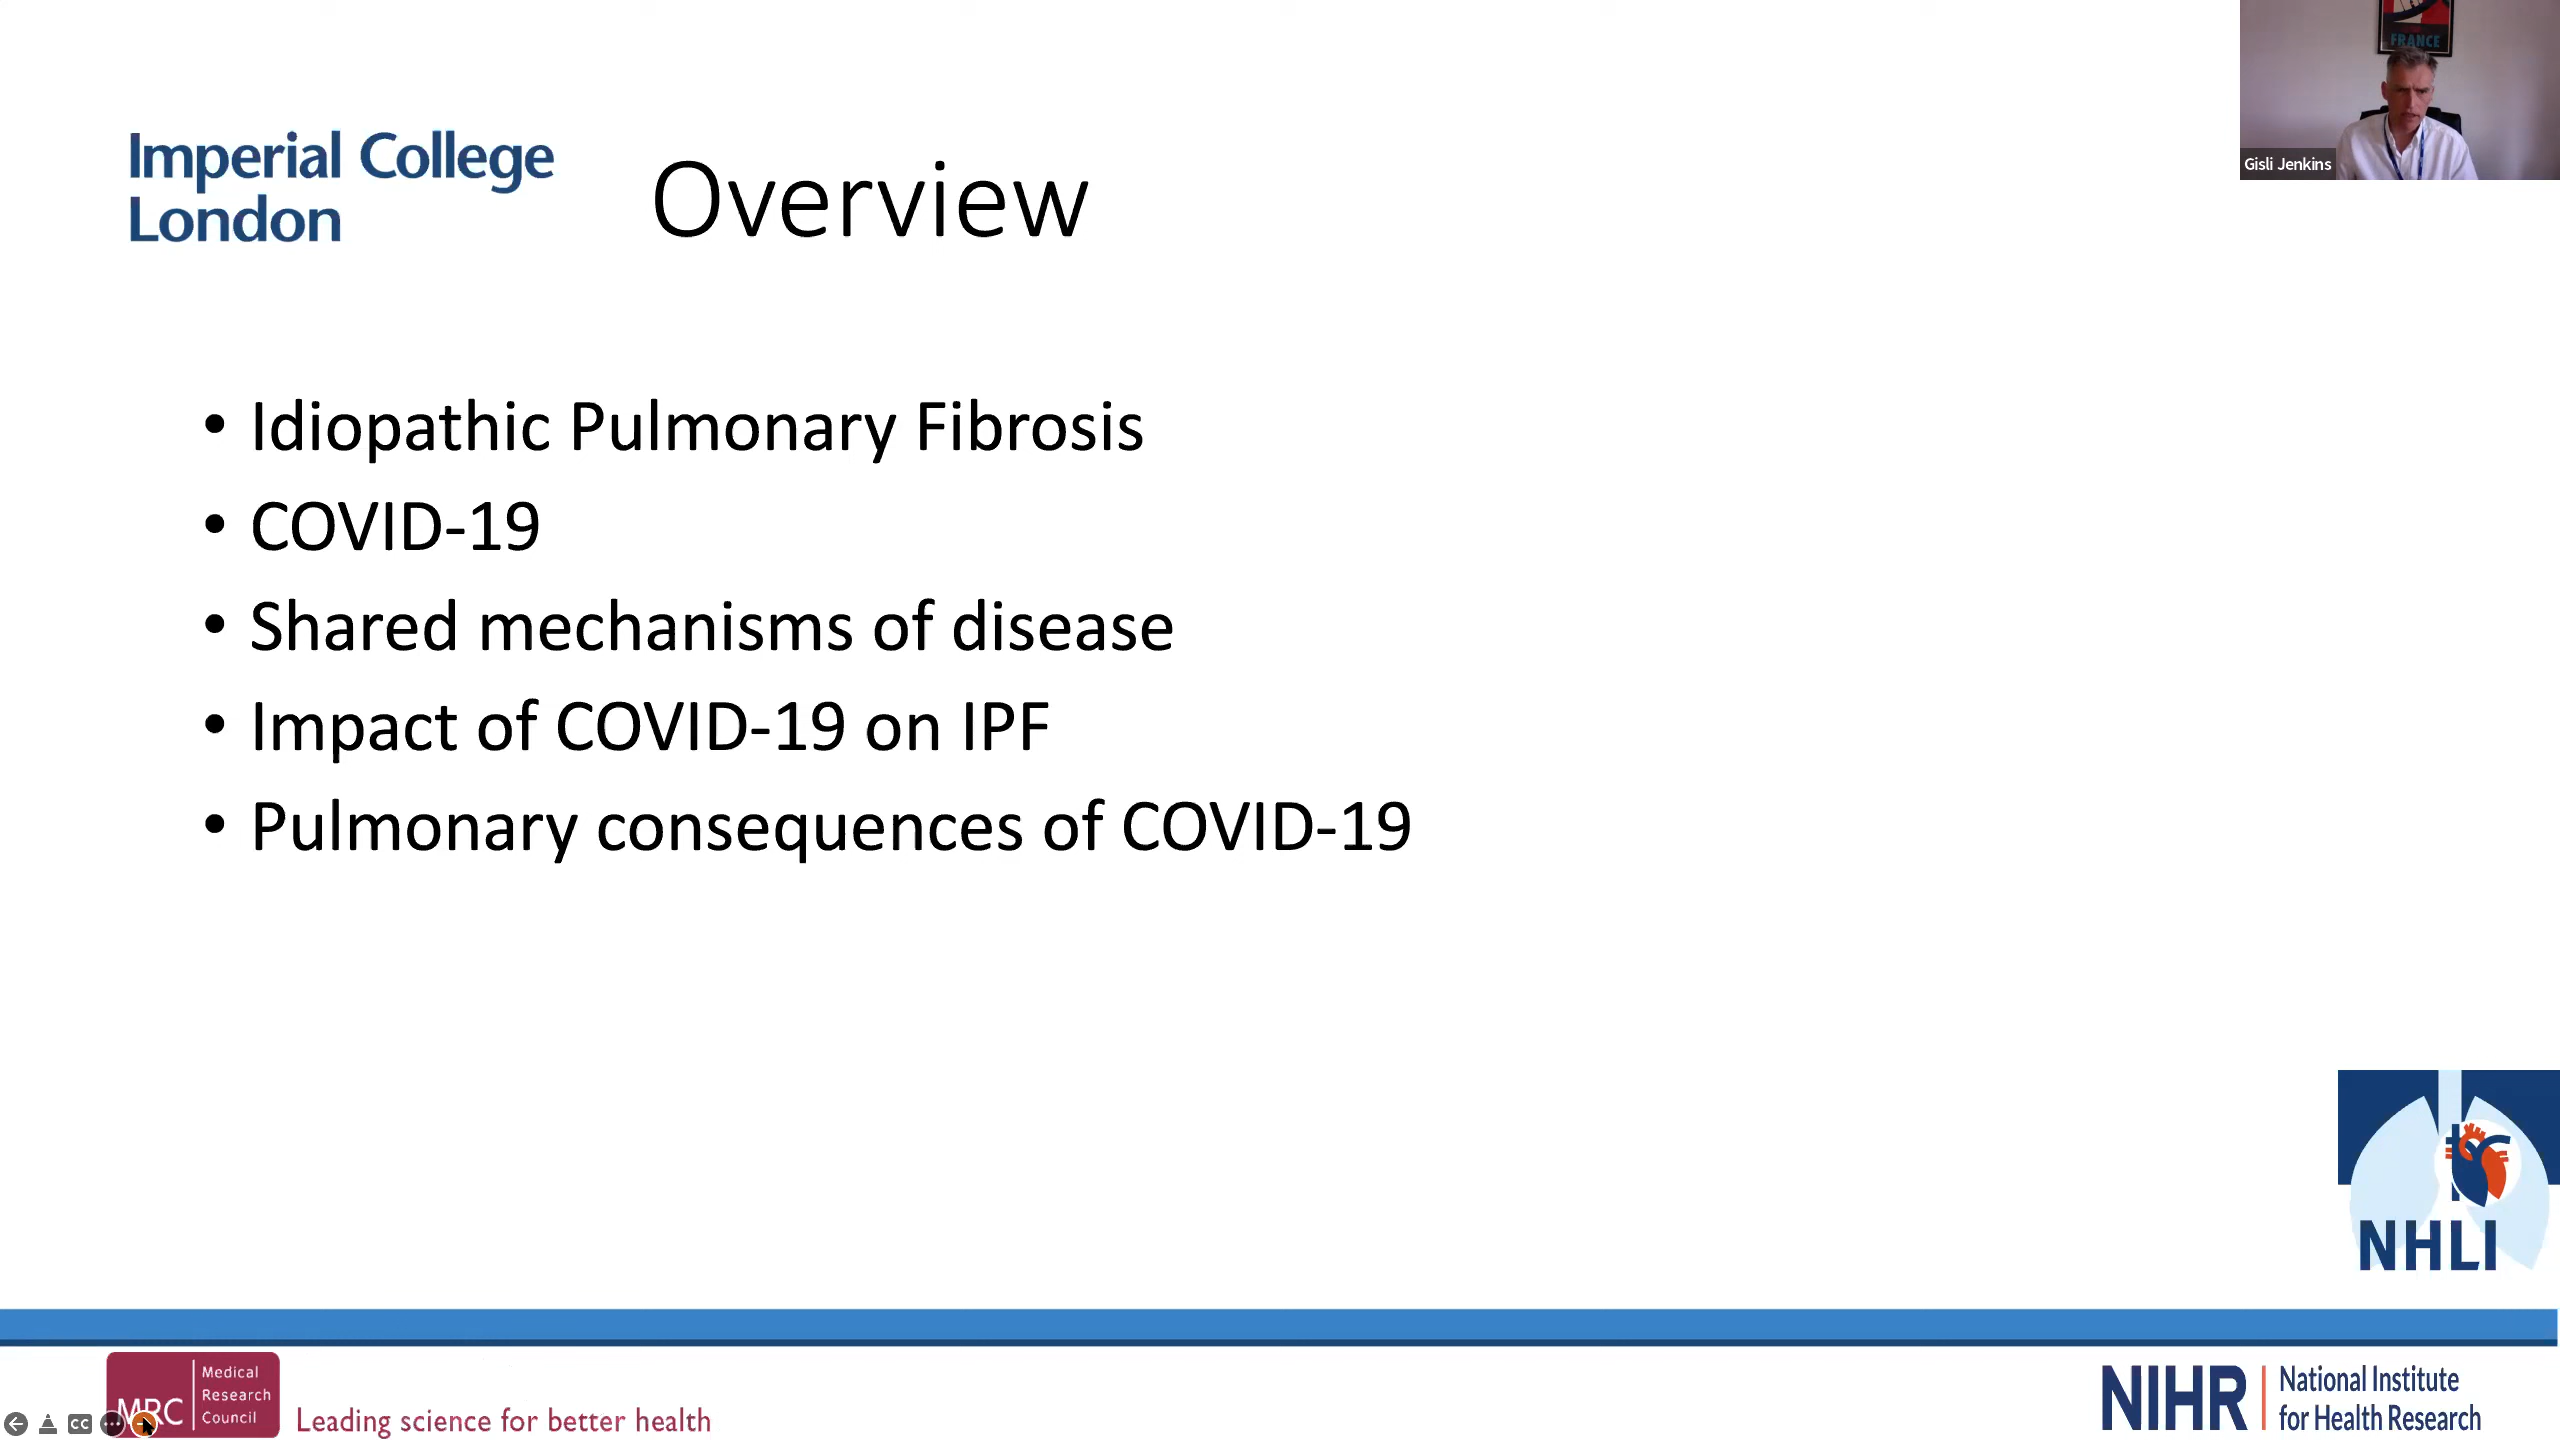 FRANCE
Gisli Jenkins
Imperial College
London
Overview
• Idiopathic Pulmonary Fibrosis
• COVID-19
• Shared mechanisms of disease
• Impact of COVID-19 on IPF
• Pulmonary consequences of COVID-19
NHLI
MRC
Medical
Research
Council
Leading science for better health
CC
NIHR
National Institute
for Health Research